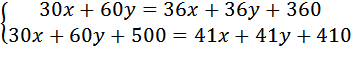 30x + 60y = 36x + 36y + 360
30x + 60y + 500 = 41x + 41y + 410